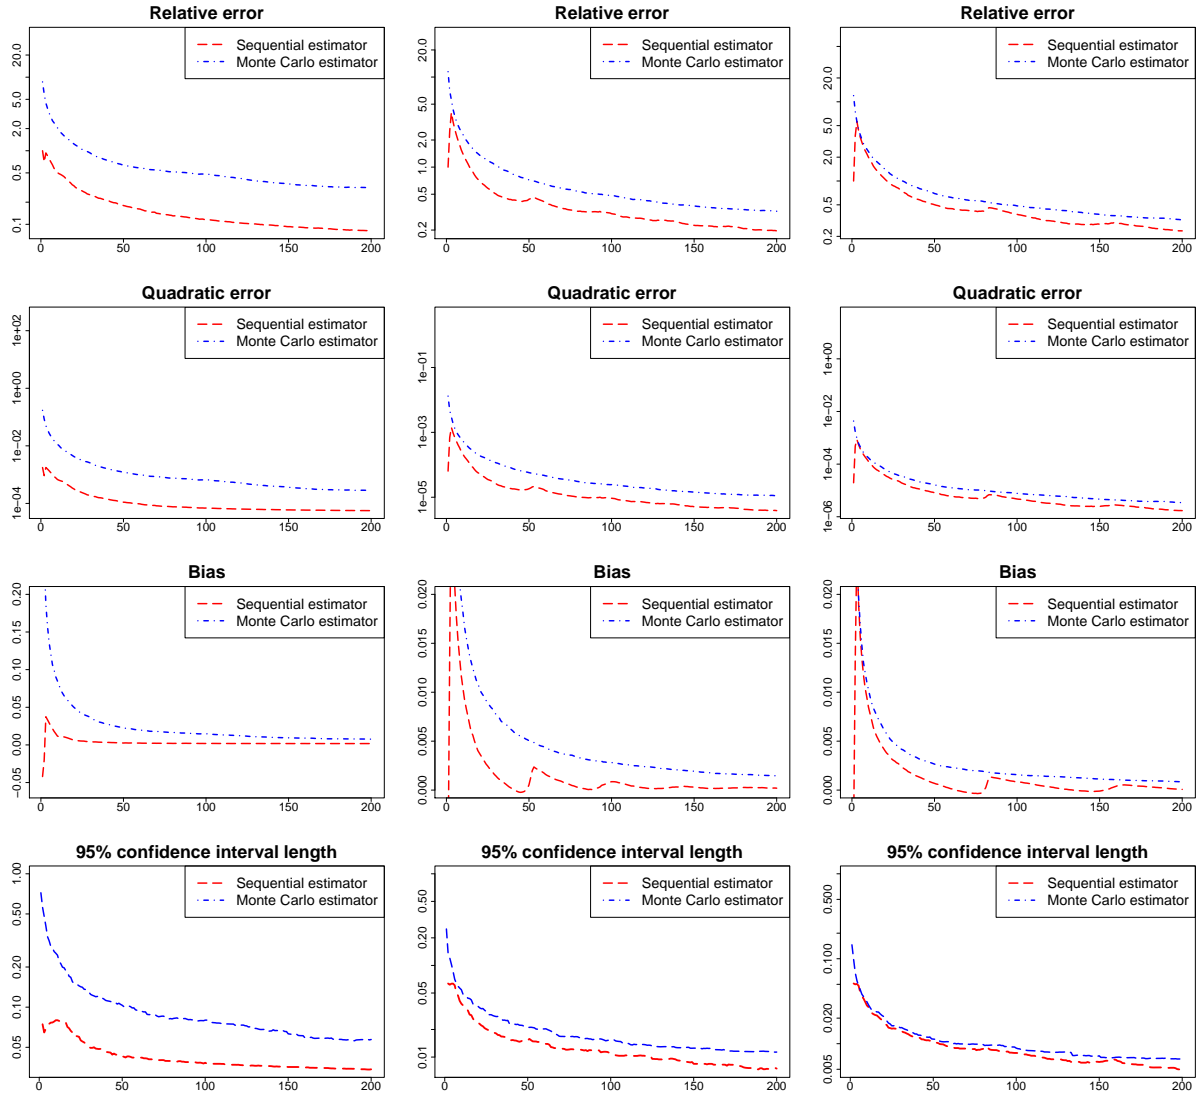 Relative error
Sequential estimator
Monte Carlo estimator
20.0
5.0
2.0
0.5
0.1
0 50 100 150 200
Relative error
Sequential estimator
Monte Carlo estimator
20.0
5.0
2.0
1.0
0.5
0.2
0 50 100 150 200
Relative error
Sequential estimator
Monte Carlo estimator
20.0
5.0
2.0
0.5
0.2
0 50 100 150 200
Quadratic error
Sequential estimator
Monte Carlo estimator
1e+02
1e+00
1e−02
1e−04
0 50 100 150 200
Quadratic error
Sequential estimator
Monte Carlo estimator
1e−01
1e−03
1e−05
0 50 100 150 200
Quadratic error
Sequential estimator
Monte Carlo estimator
1e+00
1e−02
1e−04
1e−06
0 50 100 150 200
Bias
Sequential estimator
Monte Carlo estimator
0.20
0.15
0.10
0.05
0.00
−0.05
0 50 100 150 200
Bias
Sequential estimator
Monte Carlo estimator
0.020
0.015
0.010
0.005
0.000
0 50 100 150 200
Bias
Sequential estimator
Monte Carlo estimator
0.020
0.015
0.010
0.005
0.000
0 50 100 150 200
95% confidence interval length
Sequential estimator
Monte Carlo estimator
1.00
0.50
0.20
0.10
0.05
0 50 100 150 200
95% confidence interval length
Sequential estimator
Monte Carlo estimator
0.50
0.20
0.05
0.01
0 50 100 150 200
95% confidence interval length
Sequential estimator
Monte Carlo estimator
0.500
0.100
0.020
0.005
0 50 100 150 200